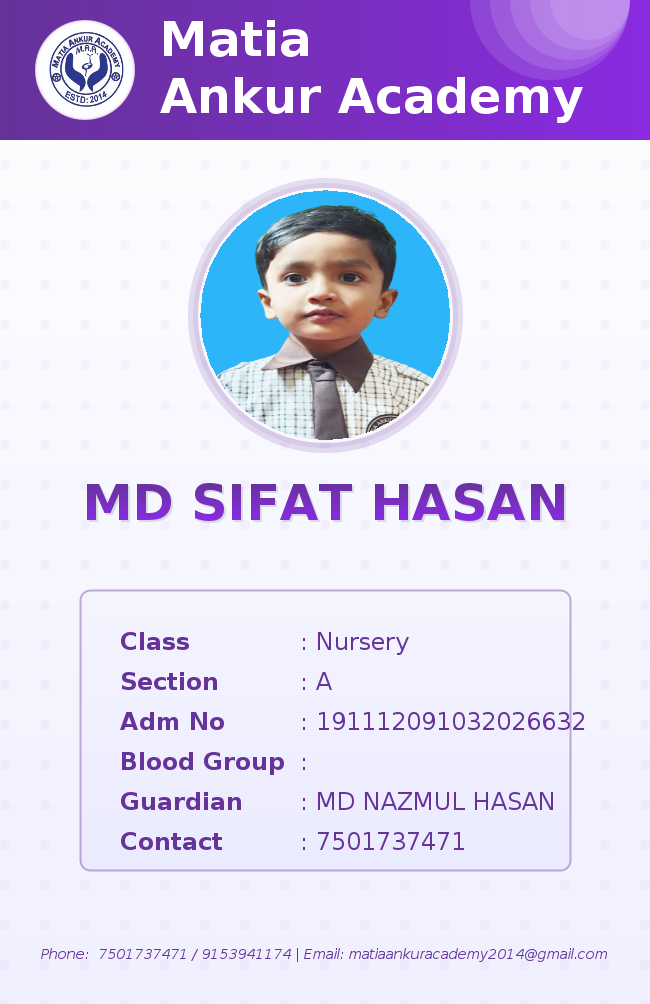 MATIA ANKUR ACADEMY
M.A.A
ESTD: 2014
Matia
Ankur Academy
MD SIFAT HASAN
Class : Nursery
Section : A
Adm No : 191112091032026632
Blood Group :
Guardian : MD NAZMUL HASAN
Contact : 7501737471
Phone: 7501737471 / 9153941174 | Email: matiaankuracademy2014@gmail.com